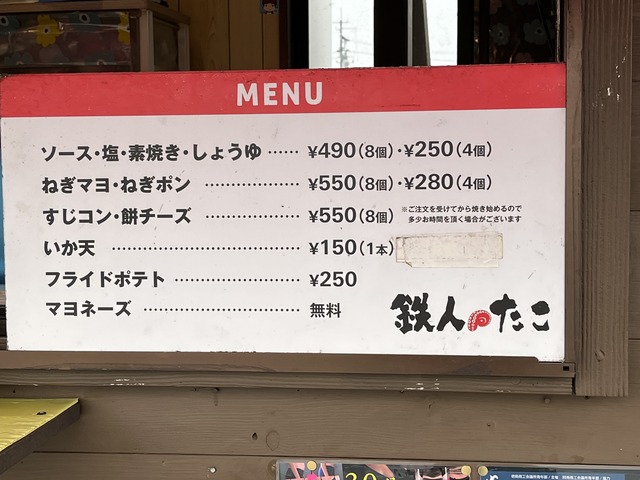 MENU
ソース・塩・素焼き・しょうゆ …… ¥490(8個)・¥250(4個)
ねぎマヨ・ねぎポン ……………… ¥550(8個)・¥280(4個)
すじコン・餅チーズ ……………… ¥550(8個) ※ご注文を受けてから焼き始めるので
多少お時間を頂く場合がございます
いか天 ………………………… ¥150(1本)
フライドポテト ………………… ¥250
マヨネーズ ……………………… 無料
鉄人のたこ